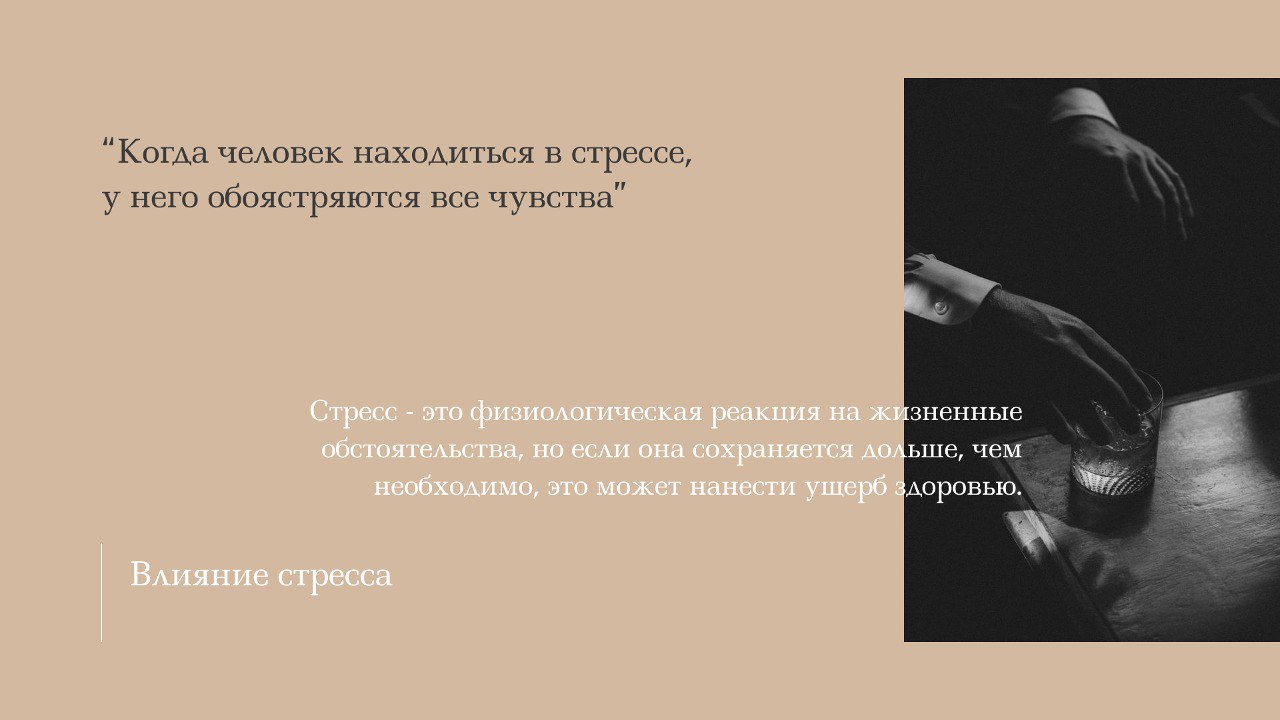 “Когда человек находиться в стрессе,
у него обоястряются все чувства”
Стресс - это физиологическая реакция на жизненные
обстоятельства, но если она сохраняется дольше, чем
необходимо, это может нанести ущерб здоровью.
Влияние стресса